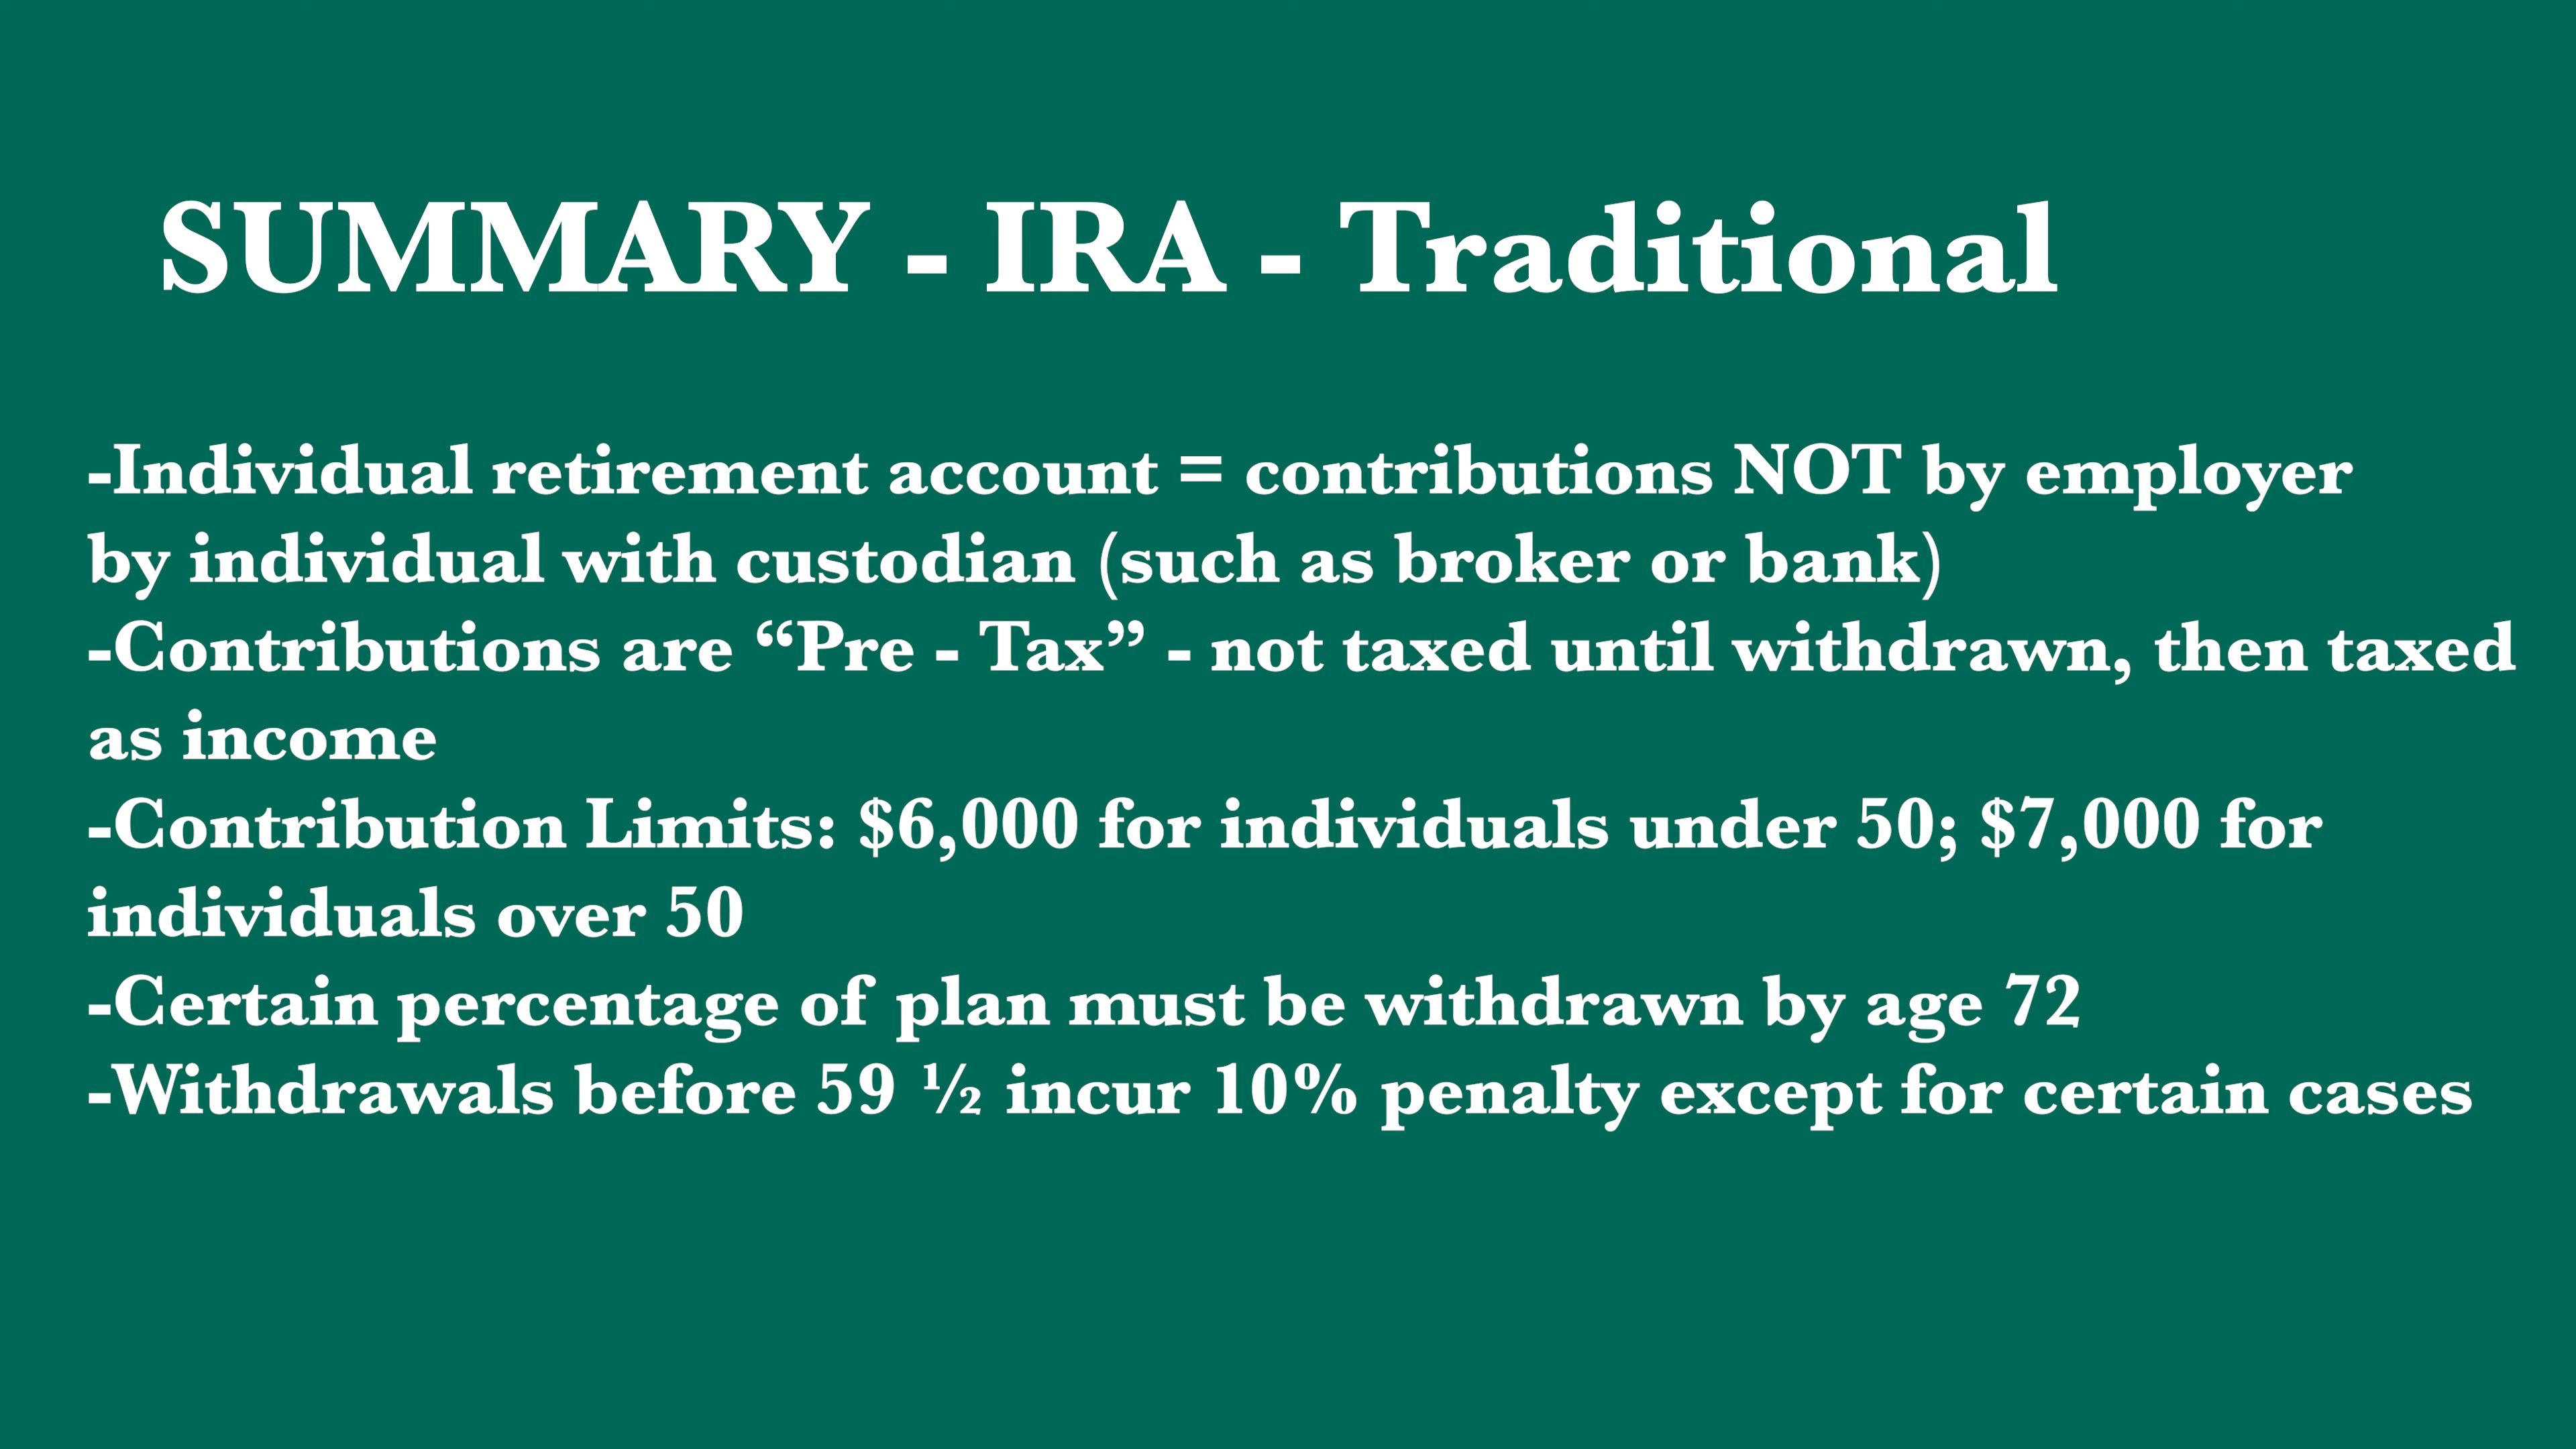 SUMMARY - IRA - Traditional
-Individual retirement account = contributions NOT by employer
by individual with custodian (such as broker or bank)
-Contributions are “Pre - Tax” - not taxed until withdrawn, then taxed
as income
-Contribution Limits: $6,000 for individuals under 50; $7,000 for
individuals over 50
-Certain percentage of plan must be withdrawn by age 72
-Withdrawals before 59 ½ incur 10% penalty except for certain cases